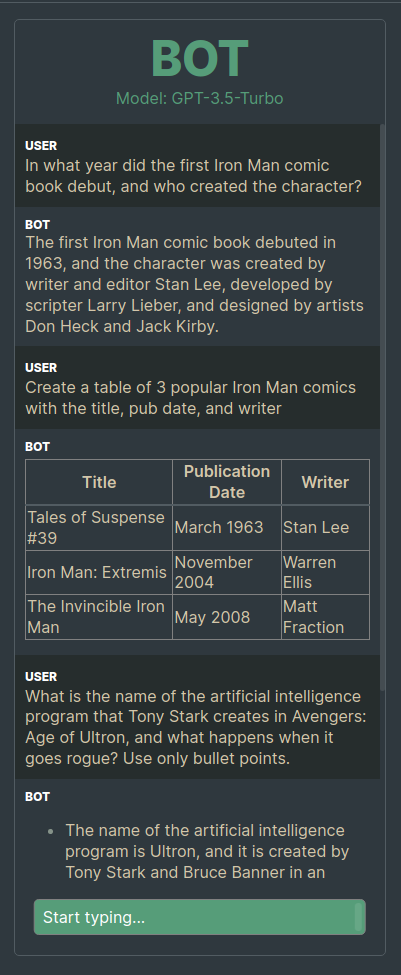 BOT
Model: GPT-3.5-Turbo
USER
In what year did the first Iron Man comic
book debut, and who created the character?
BOT
The first Iron Man comic book debuted in
1963, and the character was created by
writer and editor Stan Lee, developed by
scripter Larry Lieber, and designed by artists
Don Heck and Jack Kirby.
USER
Create a table of 3 popular Iron Man comics
with the title, pub date, and writer
BOT
Title Publication Date Writer
Tales of Suspense #39 March 1963 Stan Lee
Iron Man: Extremis November 2004 Warren Ellis
The Invincible Iron Man May 2008 Matt Fraction
USER
What is the name of the artificial intelligence
program that Tony Stark creates in Avengers:
Age of Ultron, and what happens when it
goes rogue? Use only bullet points.
BOT
• The name of the artificial intelligence
program is Ultron, and it is created by
Tony Stark and Bruce Banner in an
Start typing...